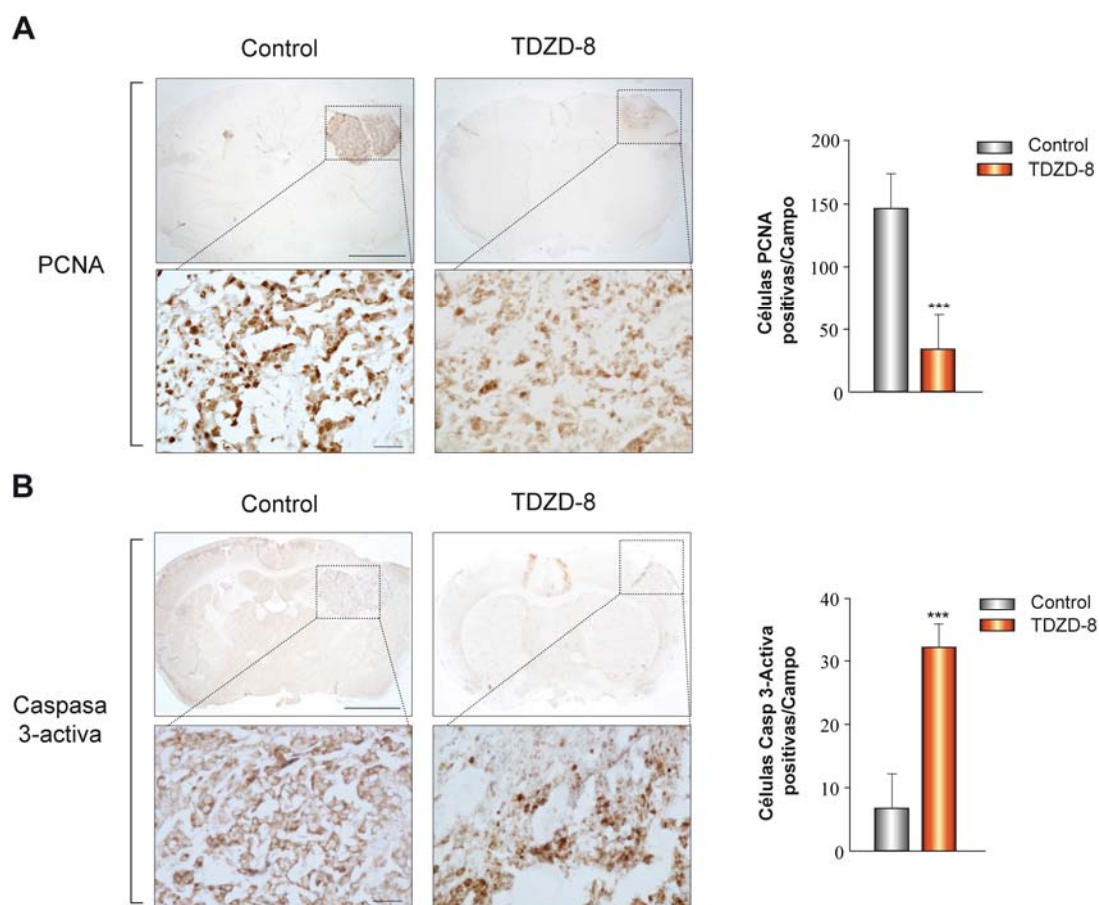 A
Control
TDZD-8
PCNA
Células PCNA
positivas/Campo
200
150
100
50
0
***
Control
TDZD-8
B
Control
TDZD-8
Caspasa
3-activa
Células Casp 3-Activa
positivas/Campo
40
30
20
10
0
***
Control
TDZD-8